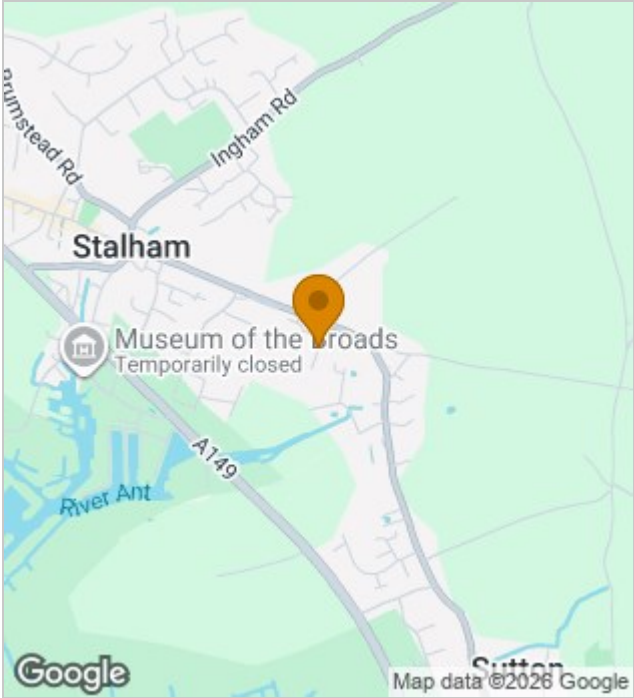 Brumstead Rd
Ingham Rd
Stalham
Museum of the Broads
Temporarily closed
A149
River Ant
Sutton
Google
Map data ©2026 Google